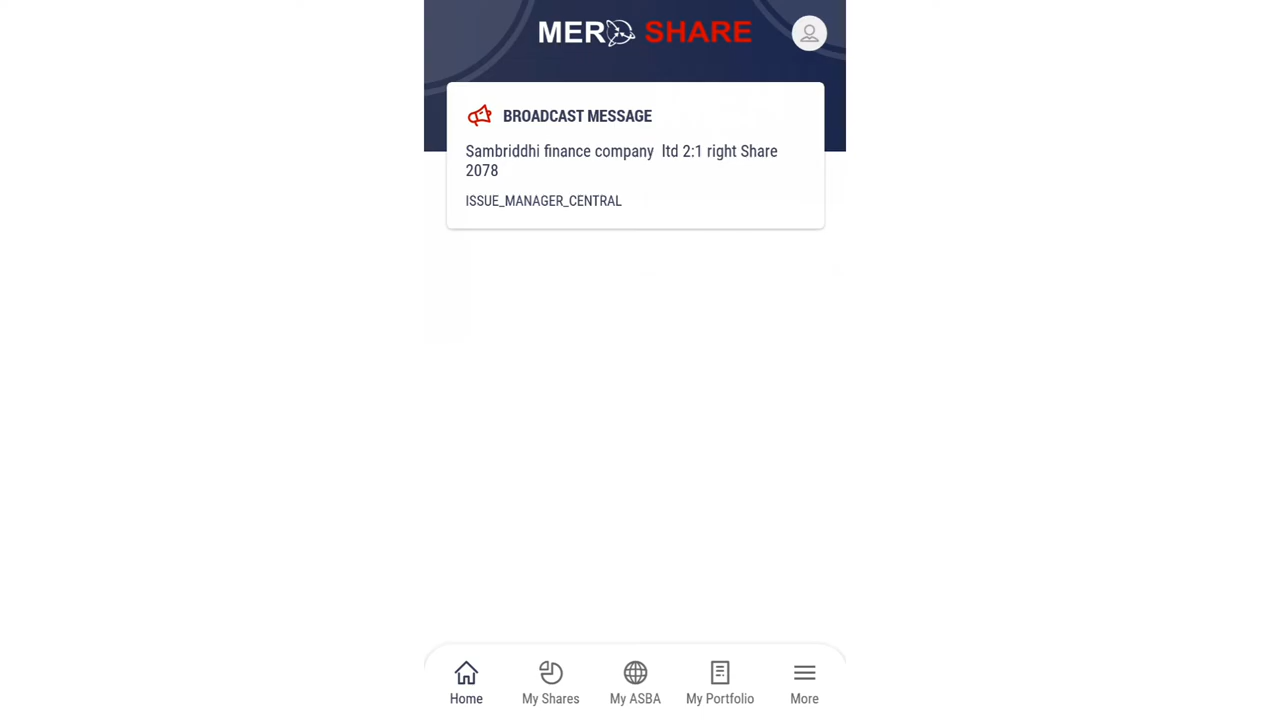 MERO SHARE
BROADCAST MESSAGE
Sambriddhi finance company  ltd 2:1 right Share
2078
ISSUE_MANAGER_CENTRAL
Home
My Shares
My ASBA
My Portfolio
More